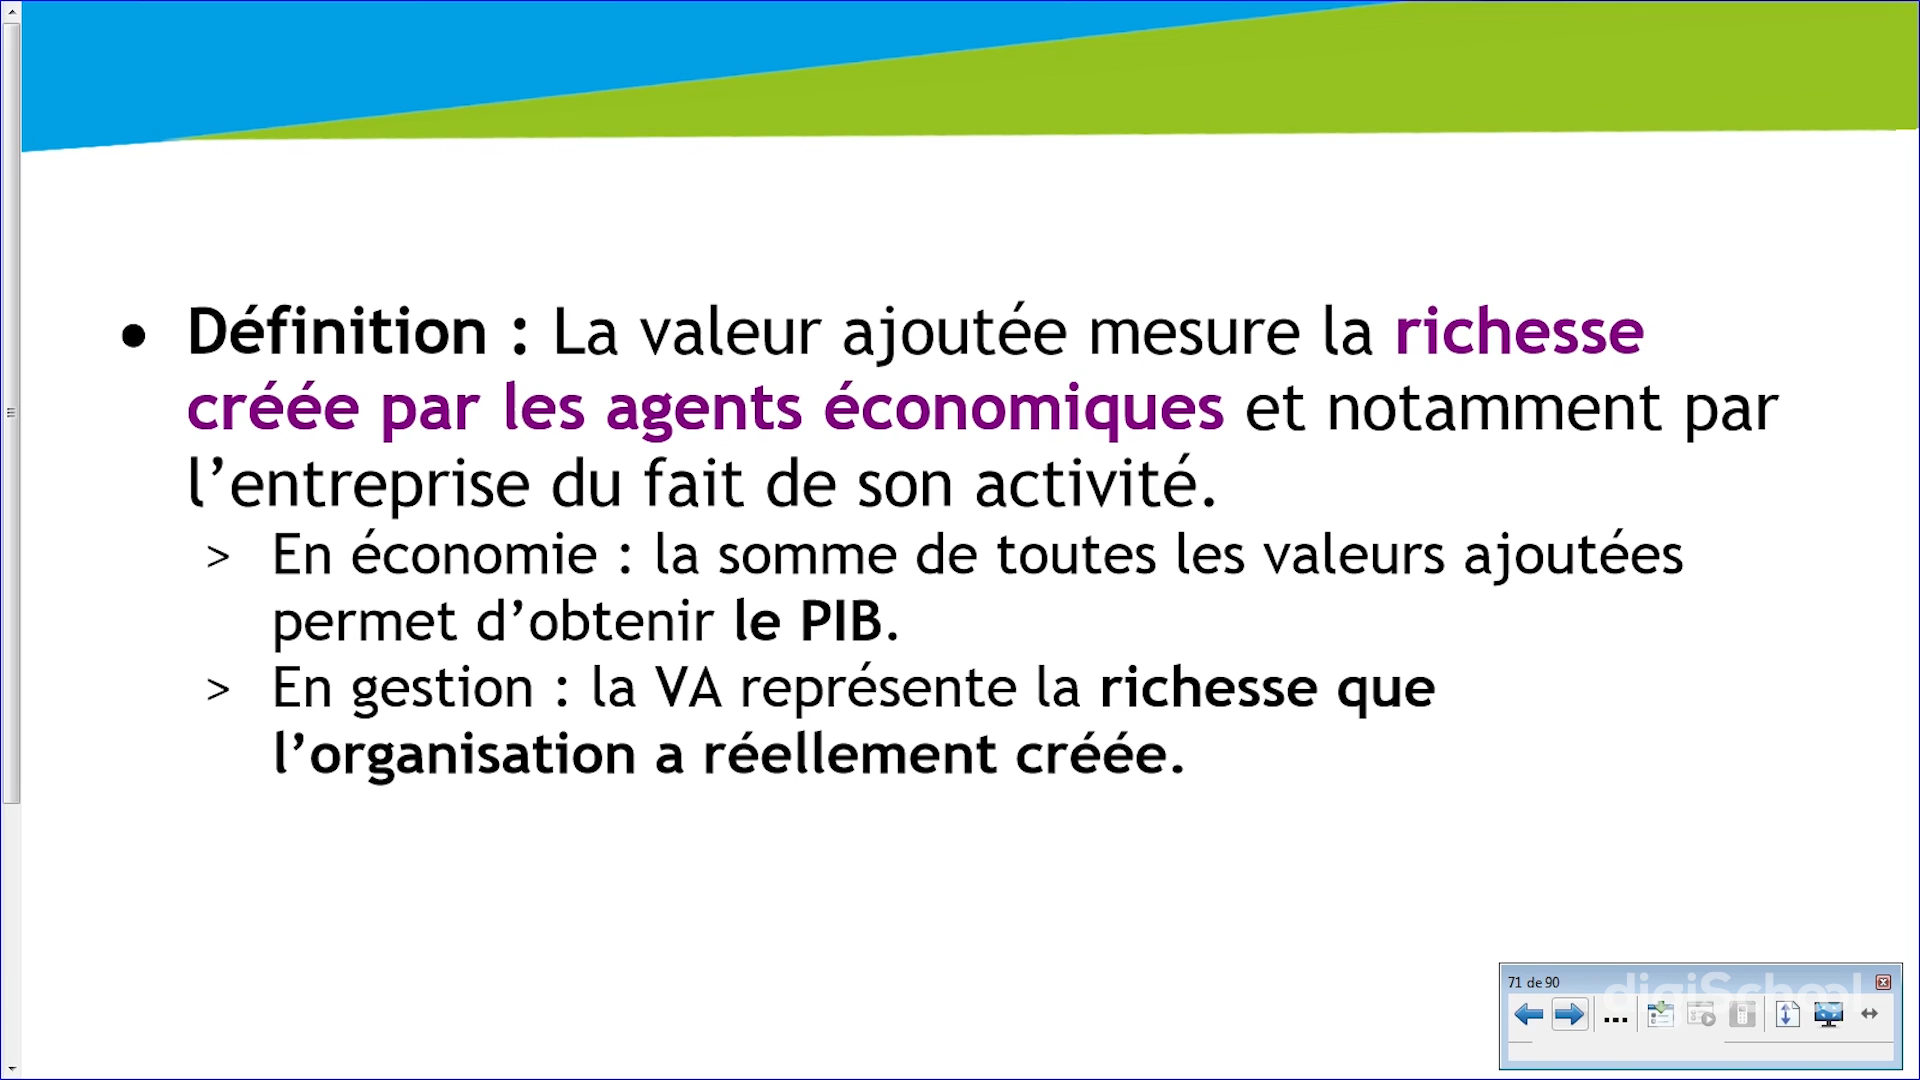 ● Définition : La valeur ajoutée mesure la richesse
créée par les agents économiques et notamment par
l’entreprise du fait de son activité.
> En économie : la somme de toutes les valeurs ajoutées
permet d’obtenir le PIB.
> En gestion : la VA représente la richesse que
l’organisation a réellement créée.
71 de 90
digiSchool
...